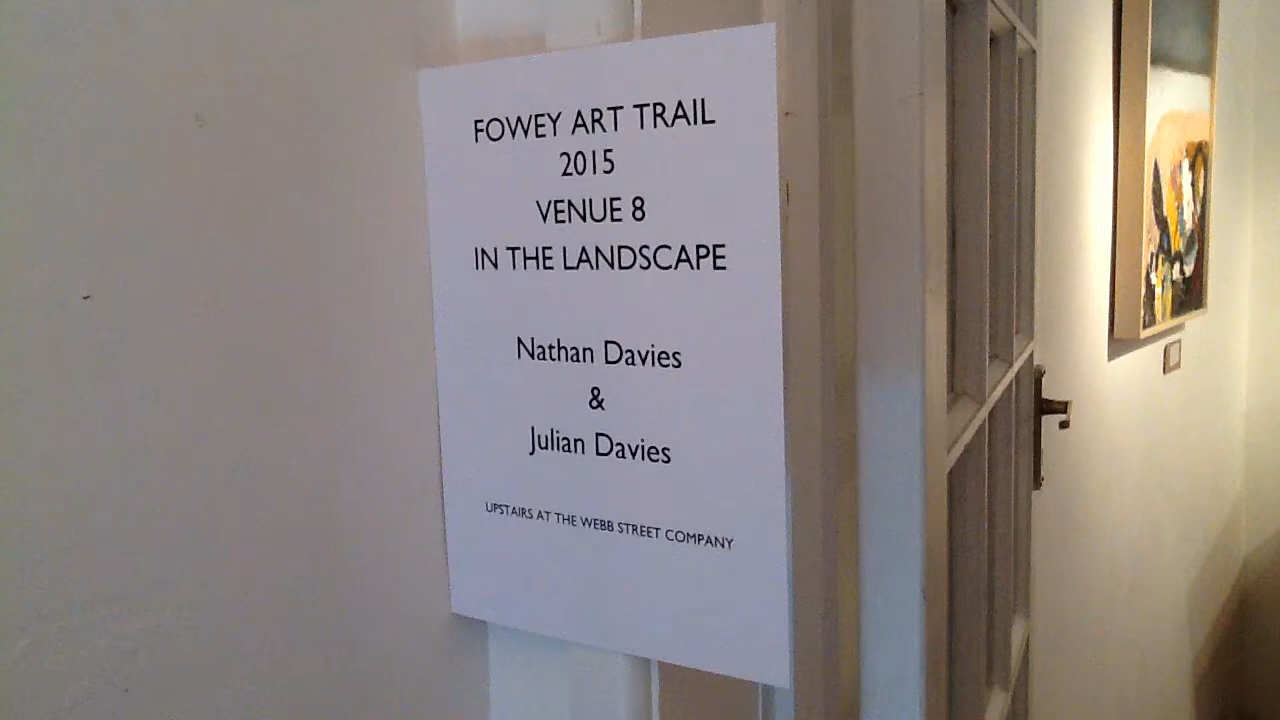 FOWEY ART TRAIL
2015
VENUE 8
IN THE LANDSCAPE
Nathan Davies
&
Julian Davies
UPSTAIRS AT THE WEBB STREET COMPANY